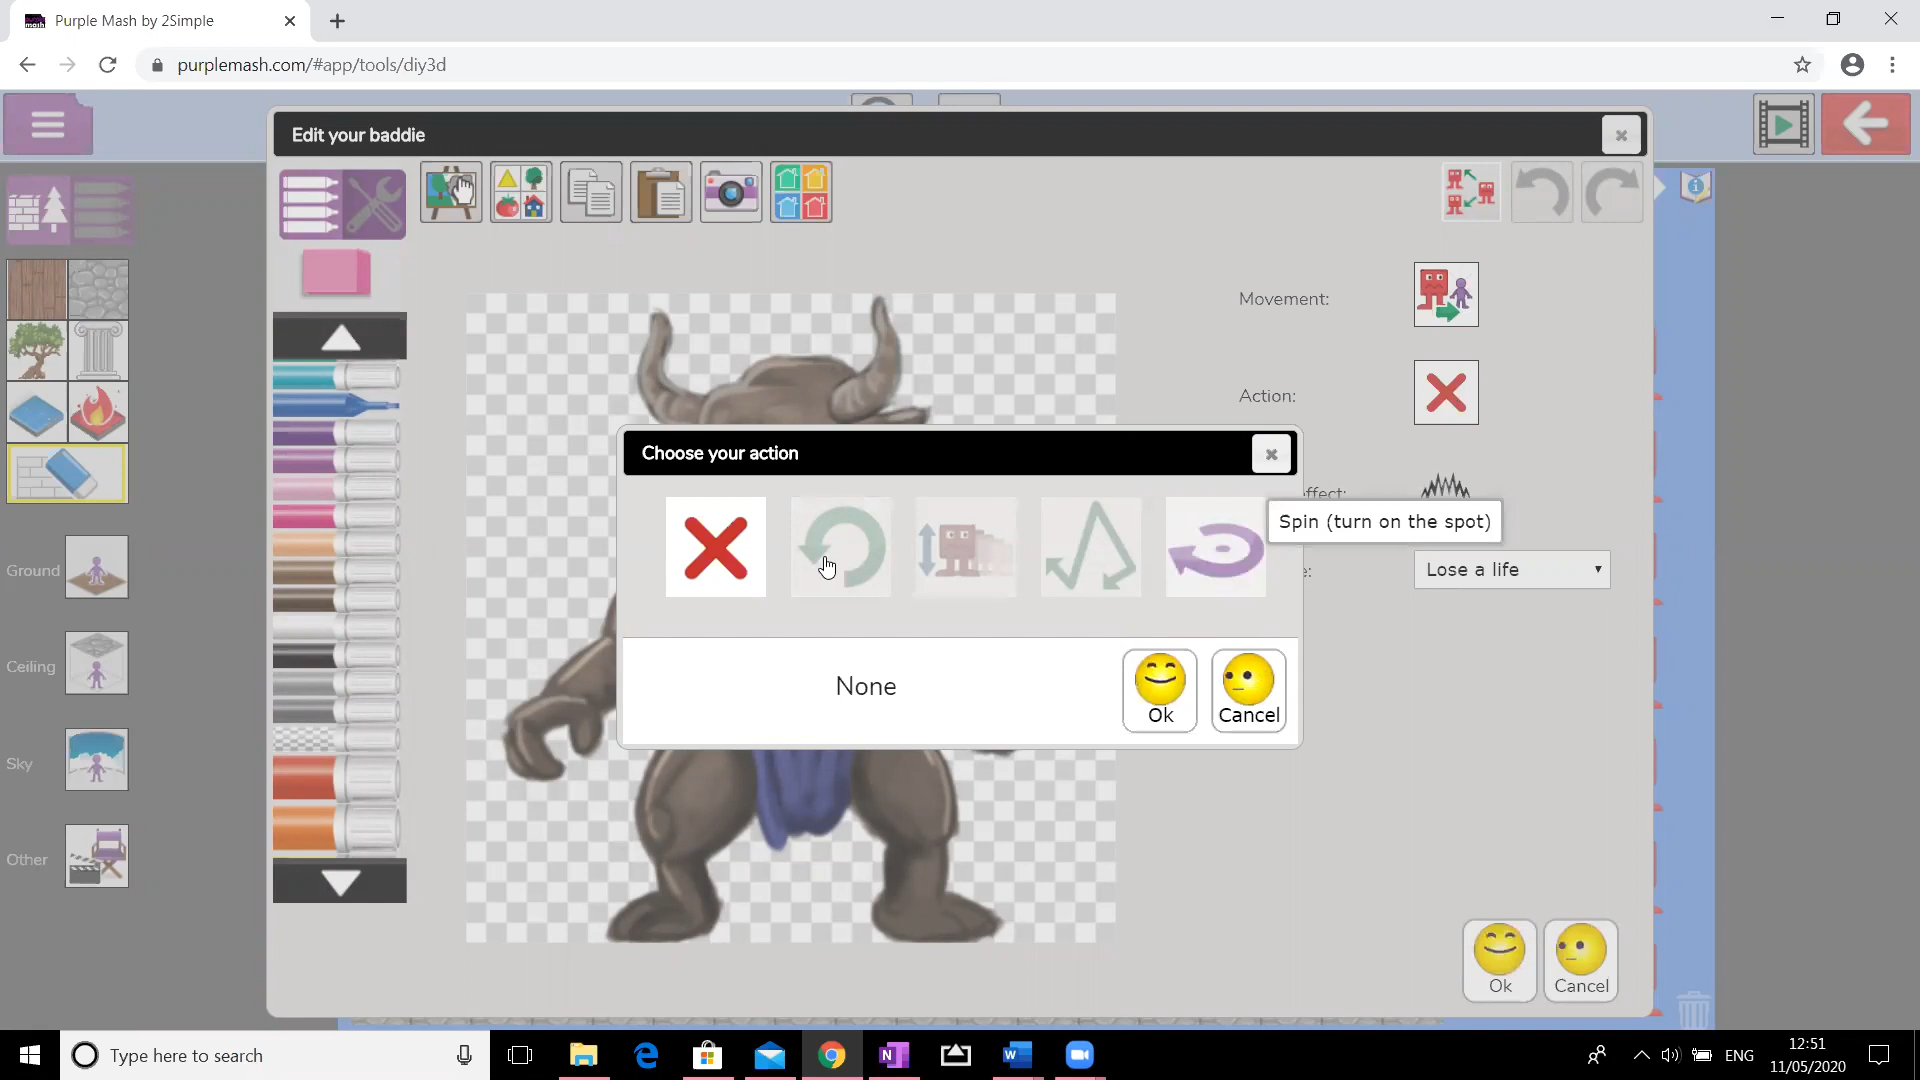 Purple Mash by 2Simple
purplemash.com/#app/tools/diy3d
Edit your baddie
Movement:
Action:
Choose your action
ffect:
Spin (turn on the spot)
e:
Lose a life
None
Ok
Cancel
Ground
Ceiling
Sky
Other
Ok
Cancel
Type here to search
ENG
12:51
11/05/2020